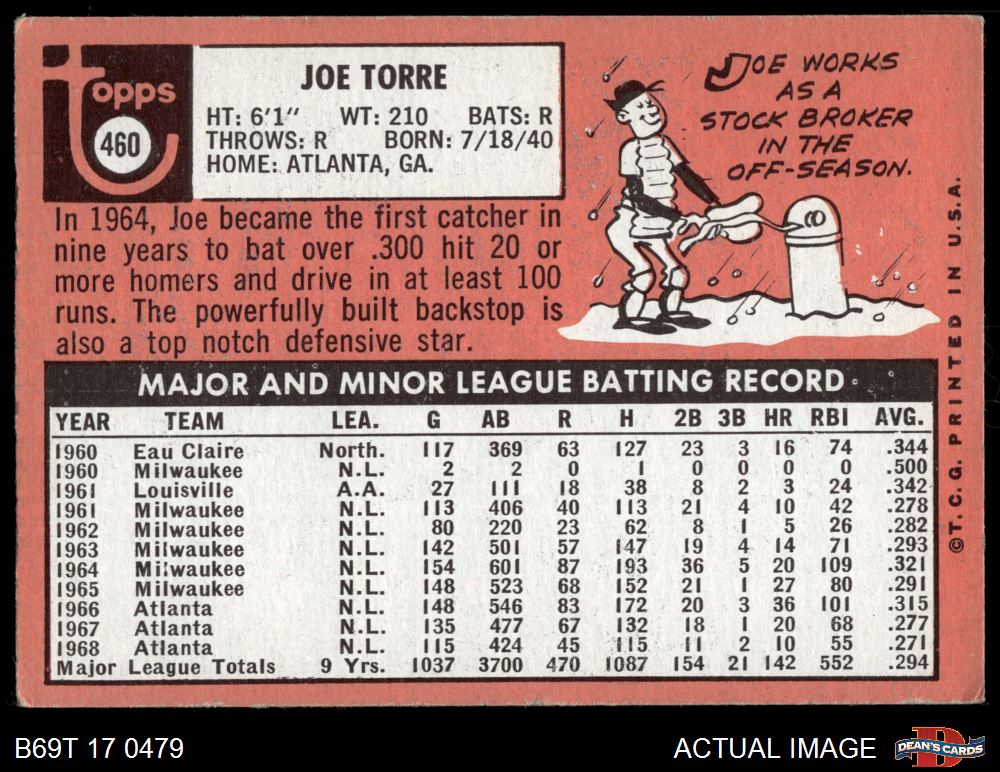 topps
460
JOE TORRE
HT: 6'1" WT: 210 BATS: R
THROWS: R BORN: 7/18/40
HOME: ATLANTA, GA.
JOE WORKS
AS A
STOCK BROKER
IN THE
OFF-SEASON.
In 1964, Joe became the first catcher in
nine years to bat over .300 hit 20 or
more homers and drive in at least 100
runs. The powerfully built backstop is
also a top notch defensive star.
MAJOR AND MINOR LEAGUE BATTING RECORD
YEAR TEAM LEA. G AB R H 2B 3B HR RBI AVG.
1960 Eau Claire North. 117 369 63 127 23 3 16 74 .344
1960 Milwaukee N.L. 2 2 0 1 0 0 0 0 .500
1961 Louisville A.A. 27 111 18 38 8 2 3 24 .342
1961 Milwaukee N.L. 113 406 40 113 21 4 10 42 .278
1962 Milwaukee N.L. 80 220 23 62 8 1 5 26 .282
1963 Milwaukee N.L. 142 501 57 147 19 4 14 71 .293
1964 Milwaukee N.L. 154 601 87 193 36 5 20 109 .321
1965 Milwaukee N.L. 148 523 68 152 21 1 27 80 .291
1966 Atlanta N.L. 148 546 83 172 20 3 36 101 .315
1967 Atlanta N.L. 135 477 67 132 18 1 20 68 .277
1968 Atlanta N.L. 115 424 45 115 11 2 10 55 .271
Major League Totals 9 Yrs. 1037 3700 470 1087 154 21 142 552 .294
©T.C.G. PRINTED IN U.S.A.
B69T 17 0479
ACTUAL IMAGE
DEAN'S CARDS